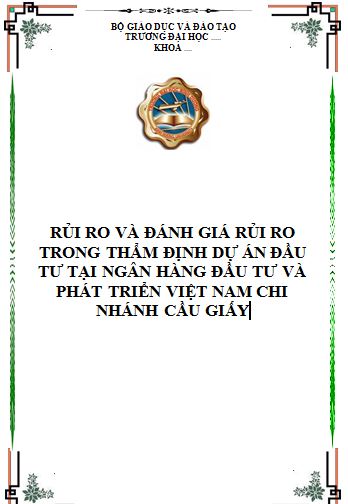 BỘ GIÁO DỤC VÀ ĐÀO TẠO
TRƯỜNG ĐẠI HỌC .....
KHOA ...
RỦI RO VÀ ĐÁNH GIÁ RỦI RO
TRONG THẨM ĐỊNH DỰ ÁN ĐẦU
TƯ TẠI NGÂN HÀNG ĐẦU TƯ VÀ
PHÁT TRIỂN VIỆT NAM CHI
NHÁNH CẦU GIẤY